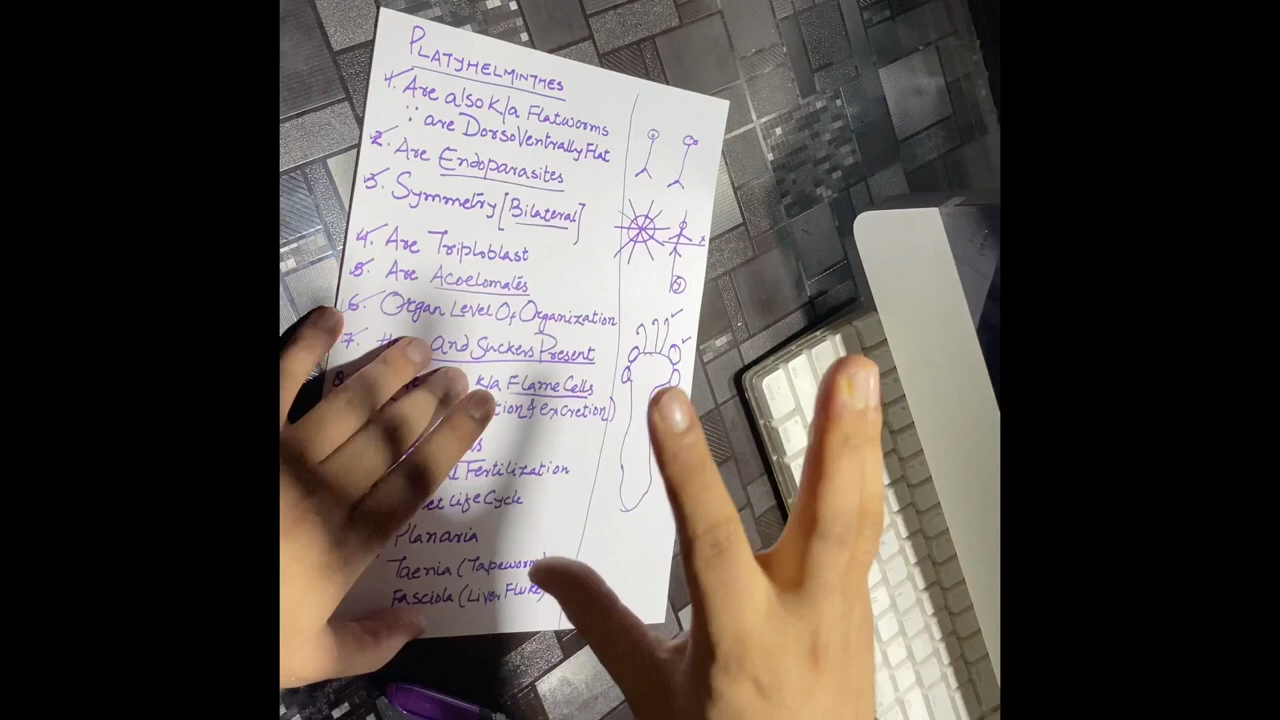 PLATYHELMINTHES
1. Are also K/a Flatworms
∵ are DorsoVentrally Flat
2. Are Endoparasites
3. Symmetry [Bilateral]
4. Are Triploblast
5. Are Acoelomates
6. Organ Level Of Organization
7. and Suckers Present
8. K/a Flame Cells
& excretion)
Fertilization
Life Cycle
Planaria
Taenia (Tapeworm)
Fasciola (Liver Fluke)